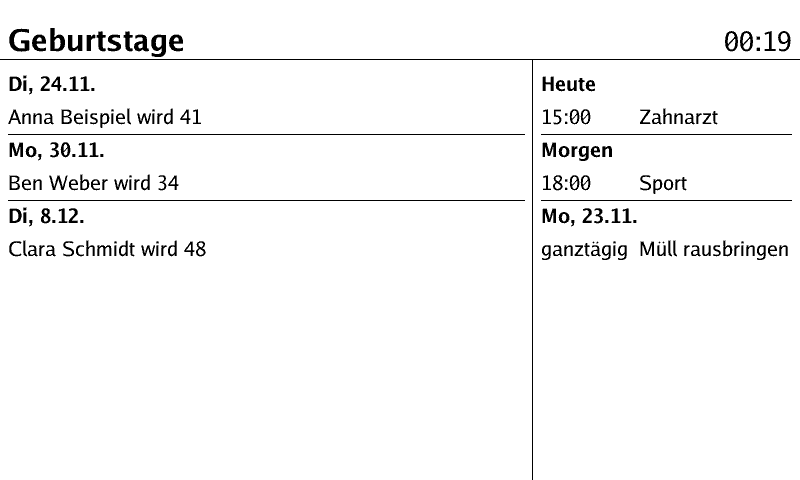 Geburtstage
00:19
Di, 24.11.
Anna Beispiel wird 41
Mo, 30.11.
Ben Weber wird 34
Di, 8.12.
Clara Schmidt wird 48
Heute
15:00 Zahnarzt
Morgen
18:00 Sport
Mo, 23.11.
ganztägig Müll rausbringen